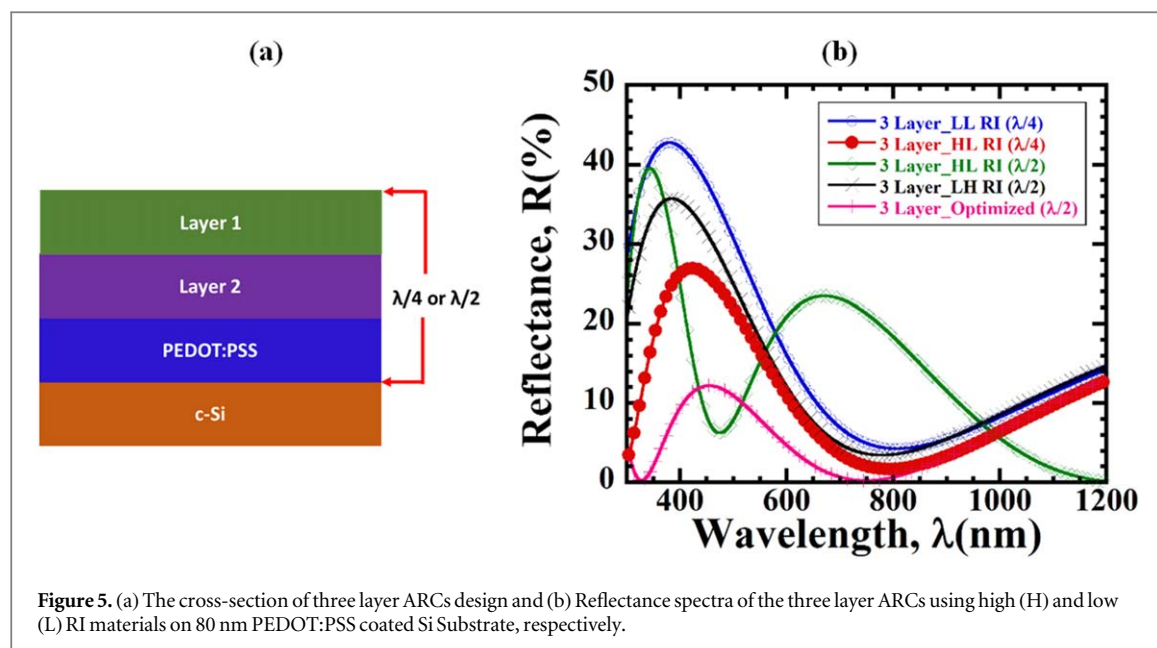 (a)
Layer 1
Layer 2
PEDOT:PSS
c-Si
λ/4 or λ/2
(b)
50
40
30
20
10
0
Reflectance, R(%)
3 Layer_LL RI (λ/4)
3 Layer_HL RI (λ/4)
3 Layer_HL RI (λ/2)
3 Layer_LH RI (λ/2)
3 Layer_Optimized (λ/2)
400 600 800 1000 1200
Wavelength, λ(nm)
Figure 5. (a) The cross-section of three layer ARCs design and (b) Reflectance spectra of the three layer ARCs using high (H) and low
(L) RI materials on 80 nm PEDOT:PSS coated Si Substrate, respectively.